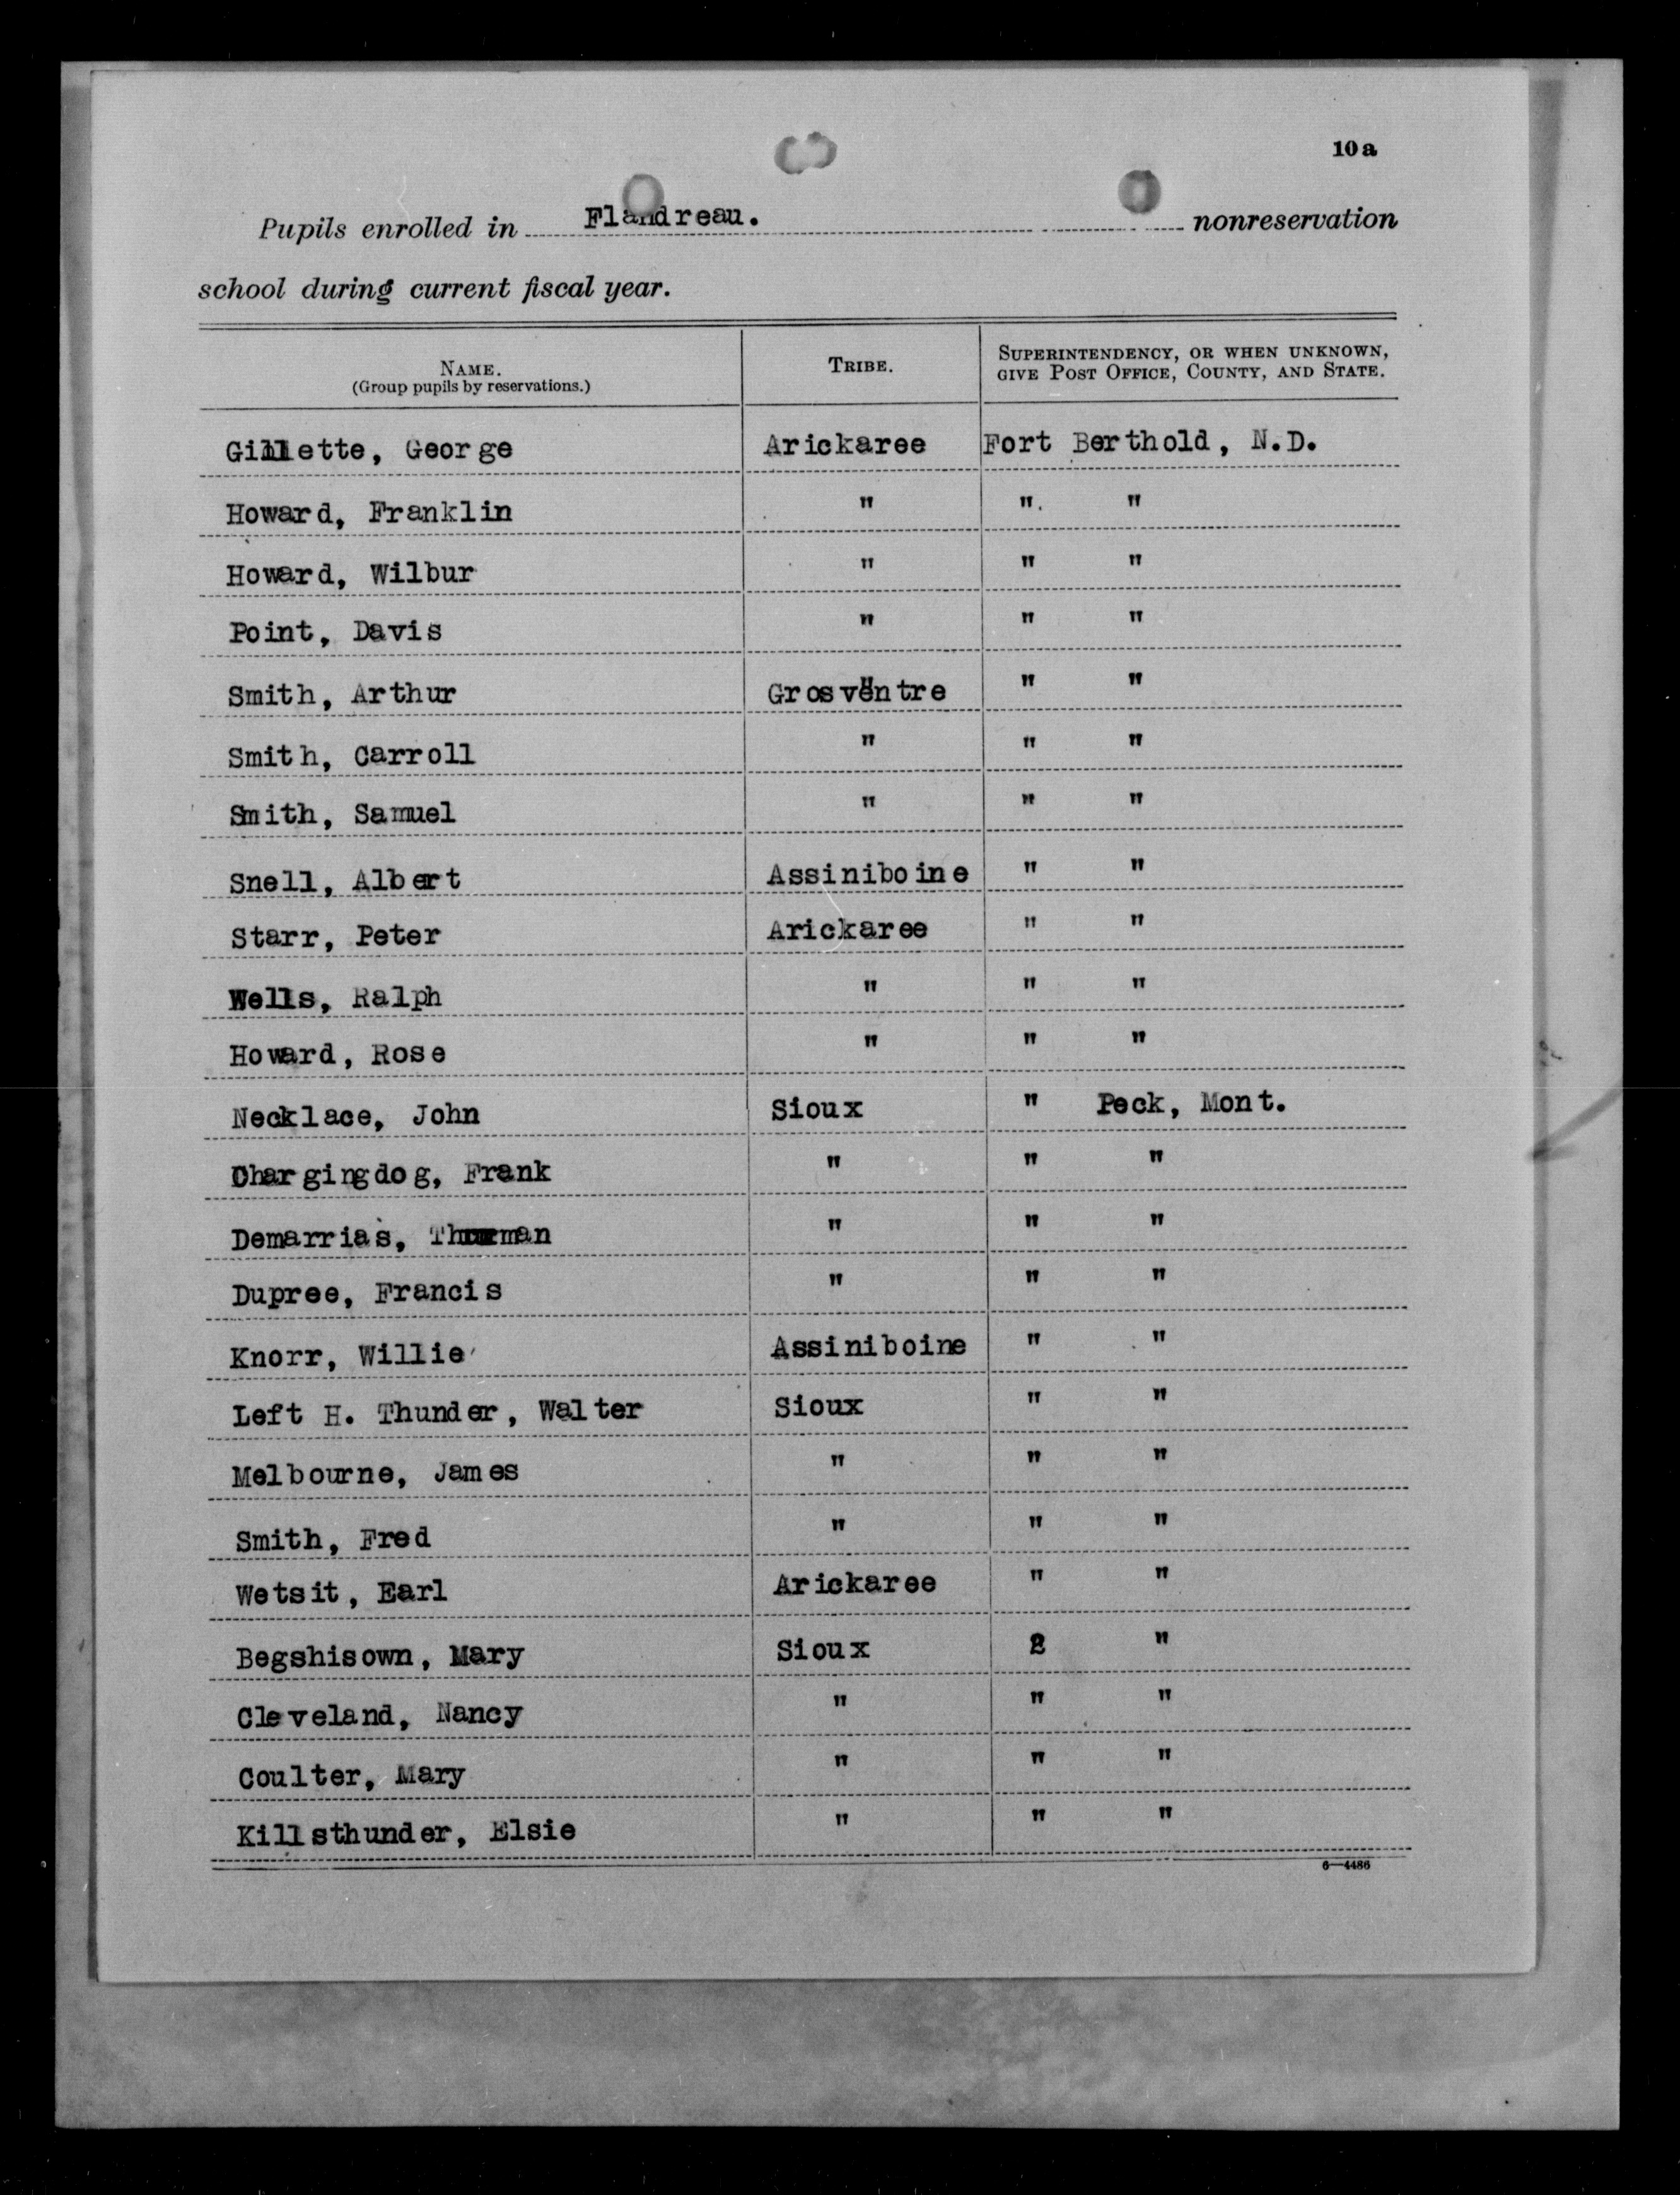 10a
Pupils enrolled in Flandreau. nonreservation
school during current fiscal year.
NAME. TRIBE. SUPERINTENDENCY, OR WHEN UNKNOWN,
(Group pupils by reservations.) GIVE POST OFFICE, COUNTY, AND STATE.
Gillette, George Arickaree Fort Berthold, N.D.
Howard, Franklin " " "
Howard, Wilbur " " "
Point, Davis " " "
Smith, Arthur Grosventre " "
Smith, Carroll " " "
Smith, Samuel " " "
Snell, Albert Assiniboine " "
Starr, Peter Arickaree " "
Wells, Ralph " " "
Howard, Rose " " "
Necklace, John Sioux " Peck, Mont.
Chargingdog, Frank " " "
Demarrias, Thurman " " "
Dupree, Francis " " "
Knorr, Willie Assiniboine " "
Left H. Thunder, Walter Sioux " "
Melbourne, James " " "
Smith, Fred " " "
Wetsit, Earl Arickaree " "
Begshisown, Mary Sioux 2 "
Cleveland, Nancy " " "
Coulter, Mary " " "
Killsthunder, Elsie " " "
6—4486